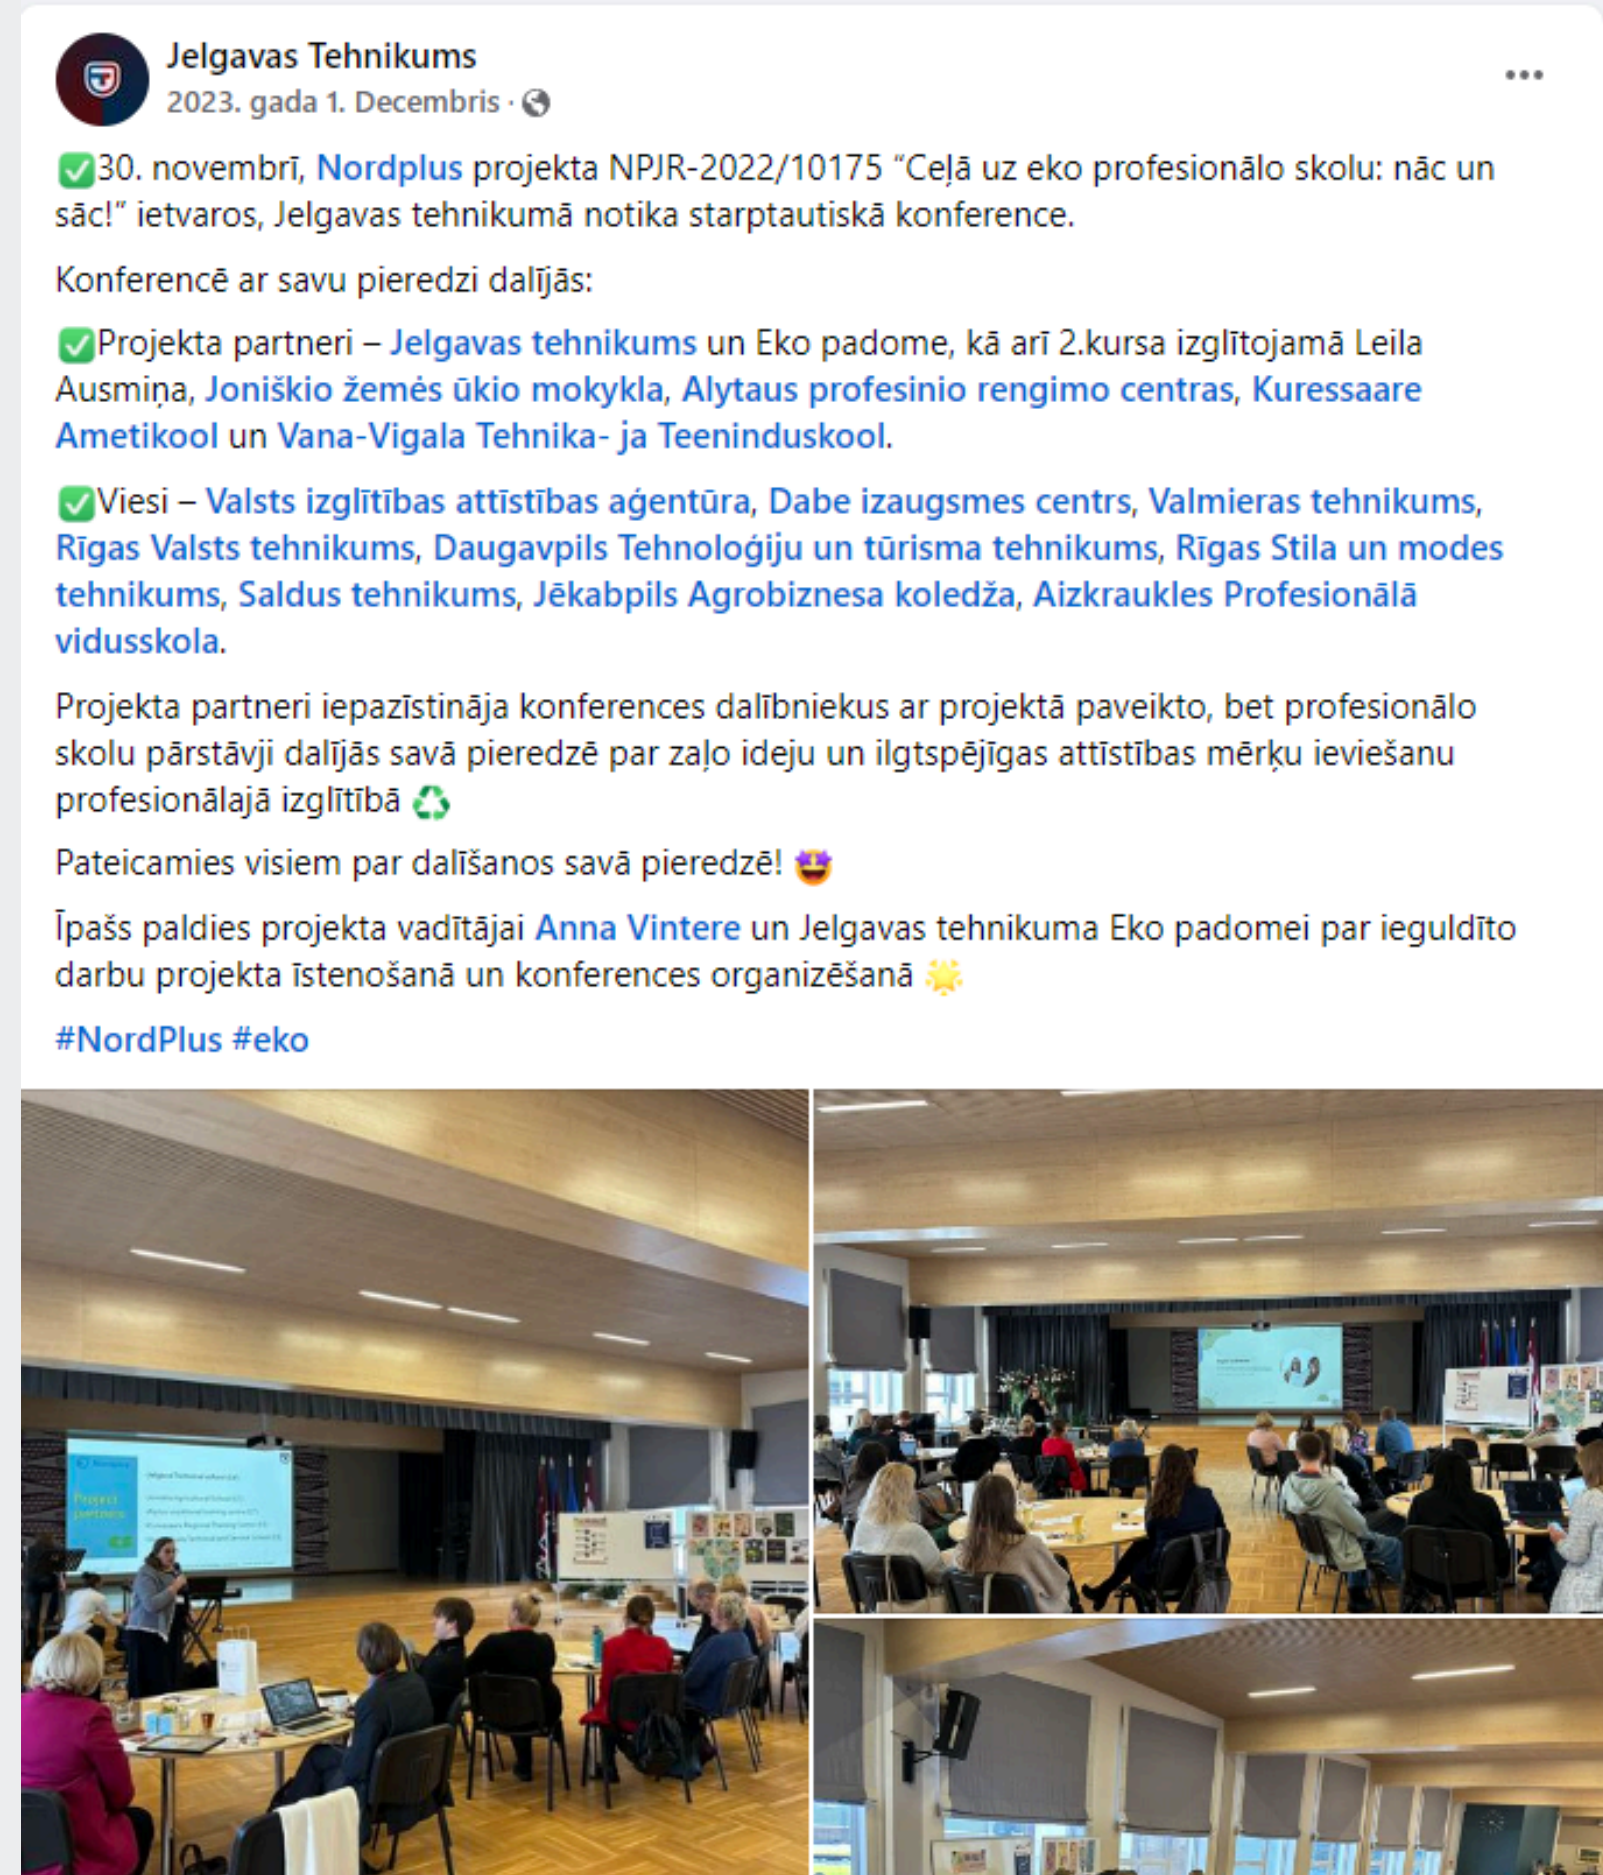 Jelgavas Tehnikums
2023. gada 1. Decembris ·
✅30. novembrī, Nordplus projekta NPJR-2022/10175 “Ceļā uz eko profesionālo skolu: nāc un
sāc!” ietvaros, Jelgavas tehnikumā notika starptautiskā konference.
Konferencē ar savu pieredzi dalījās:
✅Projekta partneri – Jelgavas tehnikums un Eko padome, kā arī 2.kursa izglītojamā Leila
Ausmiņa, Joniškio žemės ūkio mokykla, Alytaus profesinio rengimo centras, Kuressaare
Ametikool un Vana-Vigala Tehnika- ja Teeninduskool.
✅Viesi – Valsts izglītības attīstības aģentūra, Dabe izaugsmes centrs, Valmieras tehnikums,
Rīgas Valsts tehnikums, Daugavpils Tehnoloģiju un tūrisma tehnikums, Rīgas Stila un modes
tehnikums, Saldus tehnikums, Jēkabpils Agrobiznesa koledža, Aizkraukles Profesionālā
vidusskola.
Projekta partneri iepazīstināja konferences dalībniekus ar projektā paveikto, bet profesionālo
skolu pārstāvji dalījās savā pieredzē par zaļo ideju un ilgtspējīgas attīstības mērķu ieviešanu
profesionālajā izglītībā ♻️
Pateicamies visiem par dalīšanos savā pieredzē! 🤩
Īpašs paldies projekta vadītājai Anna Vintere un Jelgavas tehnikuma Eko padomei par ieguldīto
darbu projekta īstenošanā un konferences organizēšanā 🌟
#NordPlus #eko
Project
partners